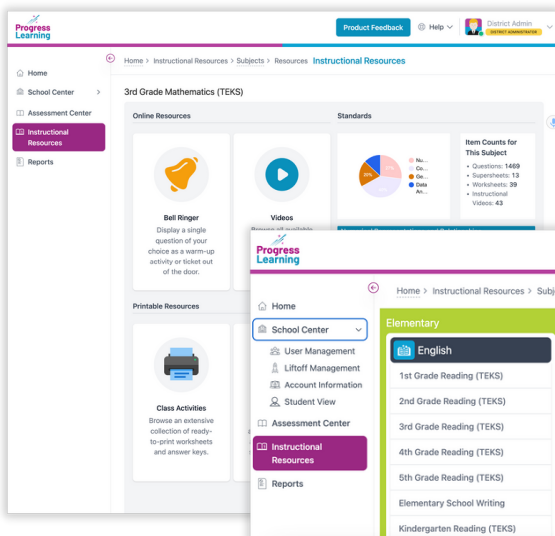 Progress
Learning
Product Feedback
Help
District Admin
DISTRICT ADMINISTRATOR
Home > Instructional Resources > Subjects > Resources Instructional Resources
Home
School Center
Assessment Center
Instructional
Resources
Reports
3rd Grade Mathematics (TEKS)
Online Resources
Standards
Bell Ringer
Display a single
question of your
choice as a warm-up
activity or ticket out
of the door.
Videos
Nu...
Co...
Ge...
Data
An...
Item Counts for
This Subject
• Questions: 1469
• Supersheets: 13
• Worksheets: 39
• Instructional
Videos: 43
Printable Resources
Class Activities
Browse an extensive
collection of ready-
to-print worksheets
and answer keys.
Progress
Learning
Home > Instructional Resources > Subj
Home
School Center
User Management
Liftoff Management
Account Information
Student View
Assessment Center
Instructional
Resources
Reports
Elementary
English
1st Grade Reading (TEKS)
2nd Grade Reading (TEKS)
3rd Grade Reading (TEKS)
4th Grade Reading (TEKS)
5th Grade Reading (TEKS)
Elementary School Writing
Kindergarten Reading (TEKS)